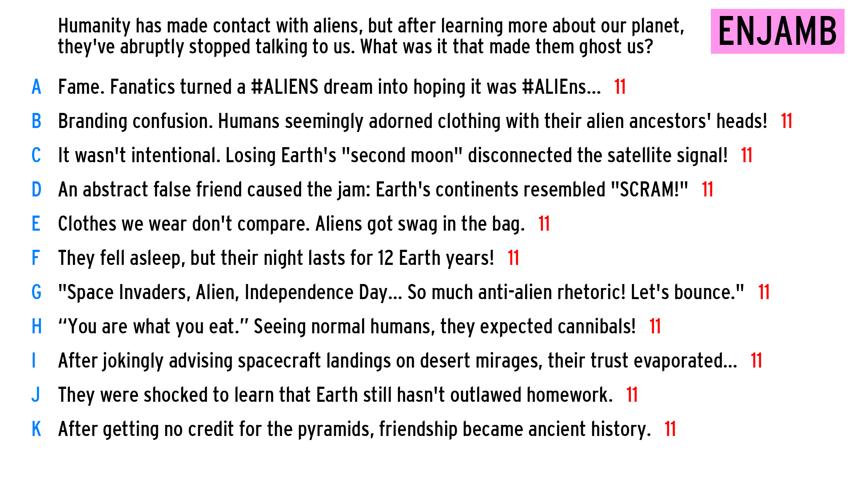 Humanity has made contact with aliens, but after learning more about our planet,
they've abruptly stopped talking to us. What was it that made them ghost us?
ENJAMB
A Fame. Fanatics turned a #ALIENS dream into hoping it was #ALIEns... 11
B Branding confusion. Humans seemingly adorned clothing with their alien ancestors' heads! 11
C It wasn't intentional. Losing Earth's "second moon" disconnected the satellite signal! 11
D An abstract false friend caused the jam: Earth's continents resembled "SCRAM!" 11
E Clothes we wear don't compare. Aliens got swag in the bag. 11
F They fell asleep, but their night lasts for 12 Earth years! 11
G "Space Invaders, Alien, Independence Day... So much anti-alien rhetoric! Let's bounce." 11
H “You are what you eat.” Seeing normal humans, they expected cannibals! 11
I After jokingly advising spacecraft landings on desert mirages, their trust evaporated... 11
J They were shocked to learn that Earth still hasn't outlawed homework. 11
K After getting no credit for the pyramids, friendship became ancient history. 11